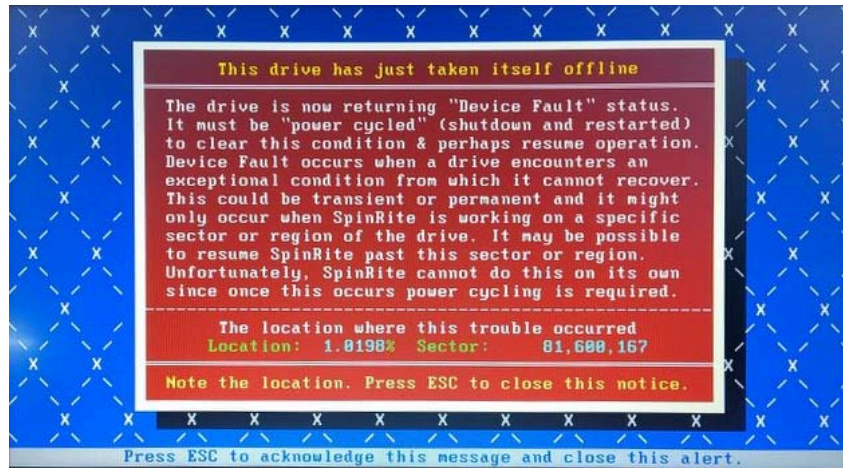 This drive has just taken itself offline
The drive is now returning "Device Fault" status.
It must be "power cycled" (shutdown and restarted)
to clear this condition & perhaps resume operation.
Device Fault occurs when a drive encounters an
exceptional condition from which it cannot recover.
This could be transient or permanent and it might
only occur when SpinRite is working on a specific
sector or region of the drive. It may be possible
to resume SpinRite past this sector or region.
Unfortunately, SpinRite cannot do this on its own
since once this occurs power cycling is required.
The location where this trouble occurred
Location: 1.0198% Sector: 81,600,167
Note the location. Press ESC to close this notice.
Press ESC to acknowledge this message and close this alert.